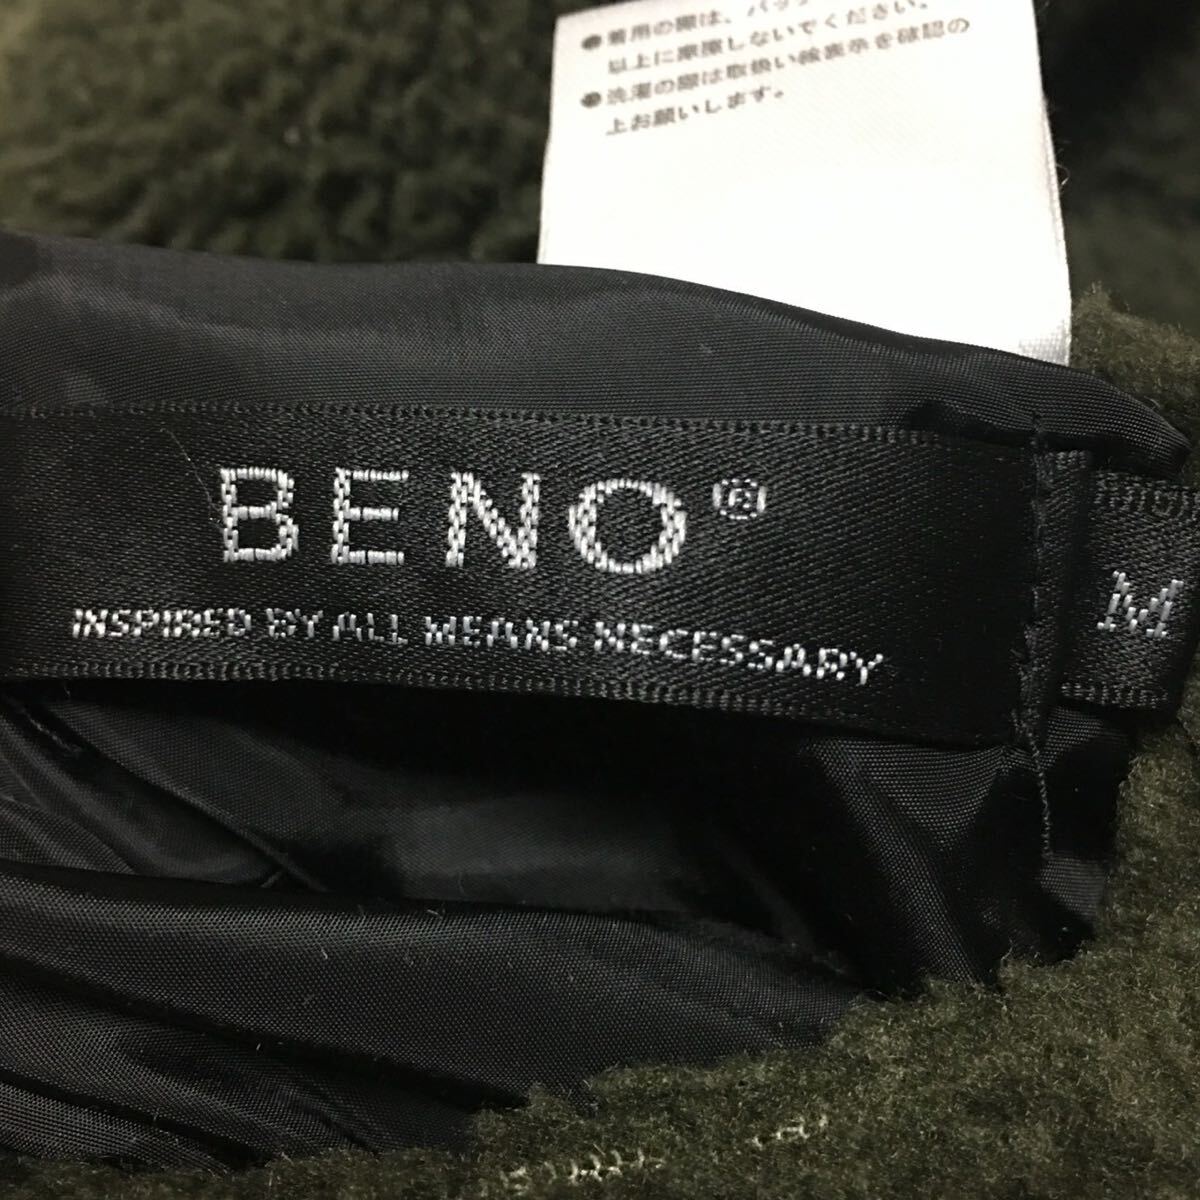 ●着用の際は、バッグ
以上に摩擦しないでください。
●洗濯の際は取扱い絵表示を確認の
上お願いします。
BENO®
INSPIRED BY ALL MEANS NECESSARY
M